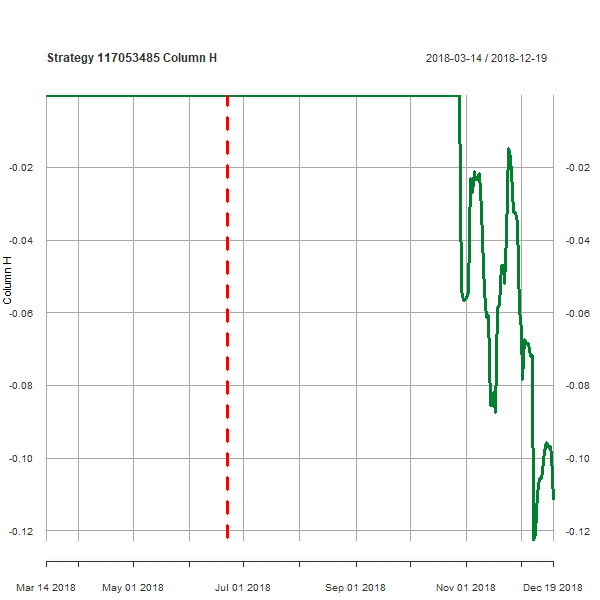 Strategy 117053485 Column H
2018-03-14 / 2018-12-19
-0.02 -0.02
-0.04 -0.04
Column H
-0.06 -0.06
-0.08 -0.08
-0.10 -0.10
-0.12 -0.12
Mar 14 2018 May 01 2018 Jul 01 2018 Sep 01 2018 Nov 01 2018 Dec 19 2018